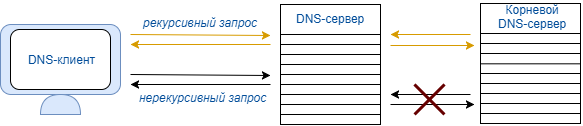 рекурсивный запрос
DNS-сервер
Корневой
DNS-сервер
DNS-клиент
нерекурсивный запрос